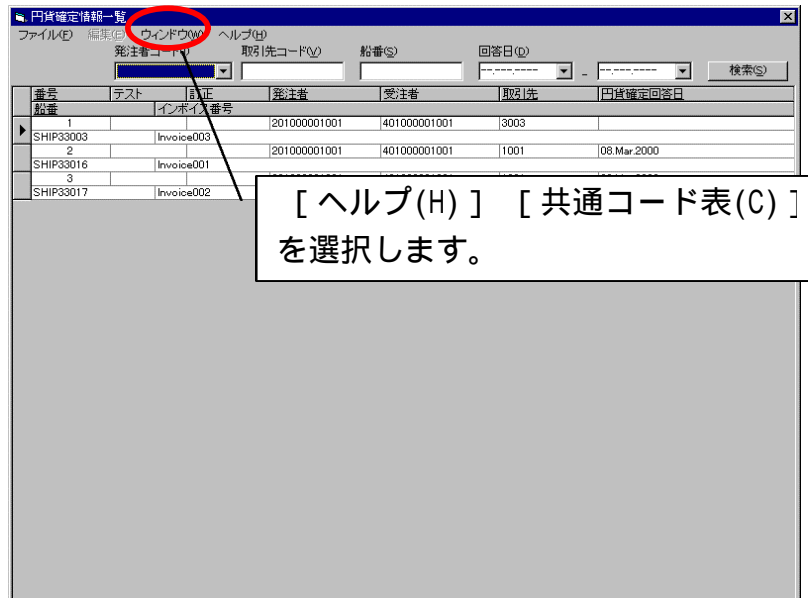 円貨確定情報一覧
ファイル(F) 編集(E) ウィンドウ(W) ヘルプ(H)
発注者コード(I) 取引先コード(V) 船番(S) 回答日(D)
--.---.---- - --.---.---- 検索(S)
番号 テスト 訂正 発注者 受注者 取引先 円貨確定回答日
船番 インボイス番号
1 201000001001 401000001001 3003
SHIP33003 Invoice003
2 201000001001 401000001001 1001 08.Mar.2000
SHIP33016 Invoice001
3
SHIP33017 Invoice002
[ヘルプ(H)] [共通コード表(C)]
を選択します。